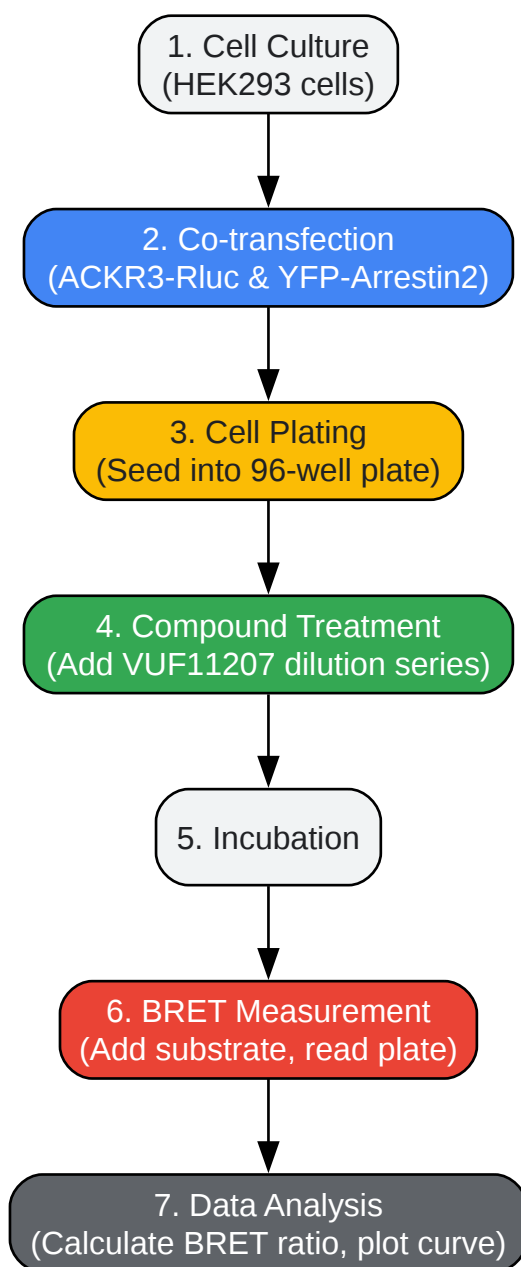 1. Cell Culture
(HEK293 cells)
2. Co-transfection
(ACKR3-Rluc & YFP-Arrestin2)
3. Cell Plating
(Seed into 96-well plate)
4. Compound Treatment
(Add VUF11207 dilution series)
5. Incubation
6. BRET Measurement
(Add substrate, read plate)
7. Data Analysis
(Calculate BRET ratio, plot curve)